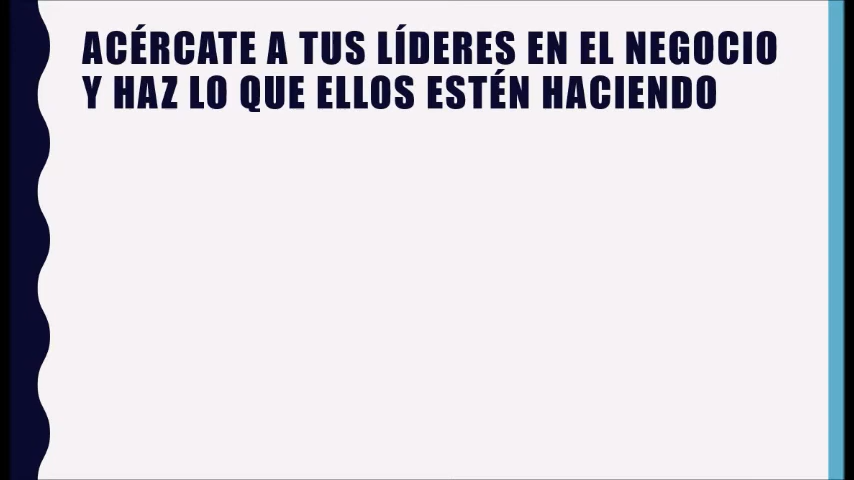 ACÉRCATE A TUS LÍDERES EN EL NEGOCIO
Y HAZ LO QUE ELLOS ESTÉN HACIENDO